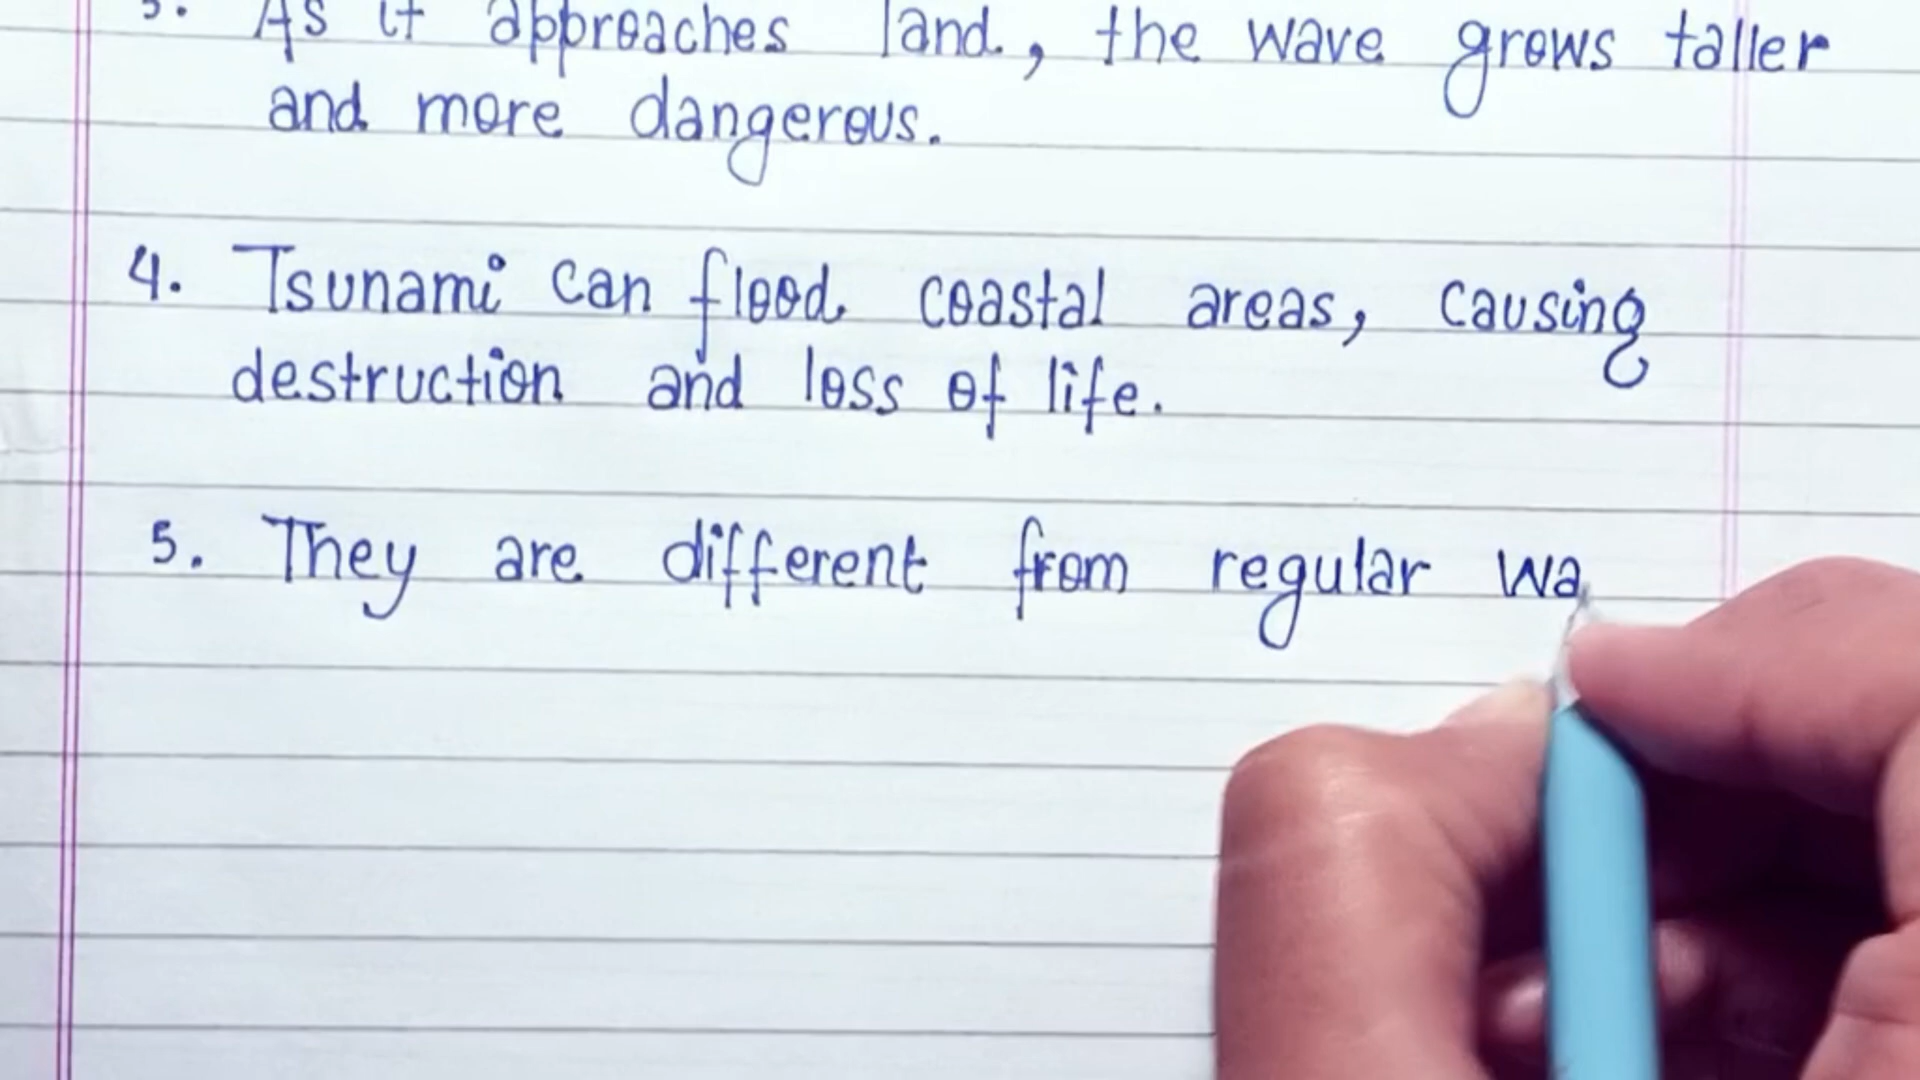 3. As it approaches land, the wave grows taller
and more dangerous.
4. Tsunami can flood coastal areas, causing
destruction and loss of life.
5. They are different from regular wa